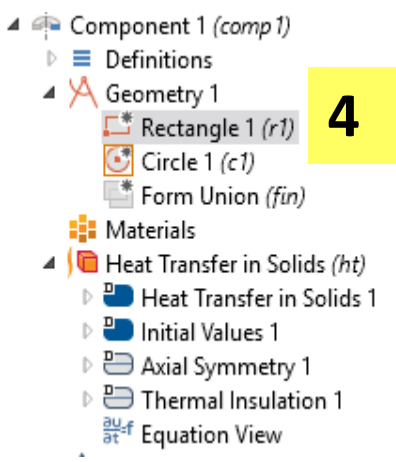 Component 1 (comp1)
Definitions
Geometry 1
Rectangle 1 (r1)
4
Circle 1 (c1)
Form Union (fin)
Materials
Heat Transfer in Solids (ht)
D Heat Transfer in Solids 1
D Initial Values 1
D Axial Symmetry 1
D Thermal Insulation 1
∂u/∂t=f Equation View